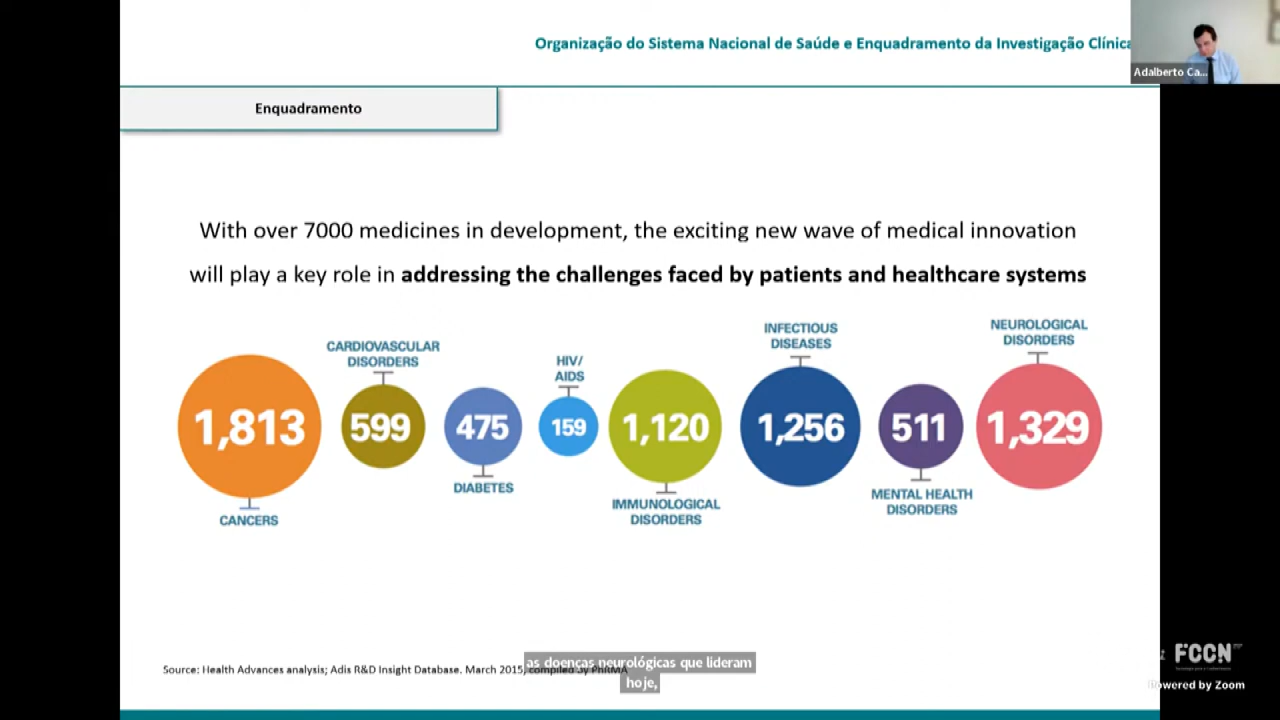 Organização do Sistema Nacional de Saúde e Enquadramento da Investigação Clínica
Adalberto Ca...
Enquadramento
With over 7000 medicines in development, the exciting new wave of medical innovation
will play a key role in addressing the challenges faced by patients and healthcare systems
CARDIOVASCULAR
DISORDERS
HIV/
AIDS
INFECTIOUS
DISEASES
NEUROLOGICAL
DISORDERS
1,813
599
475
159
1,120
1,256
511
1,329
CANCERS
DIABETES
IMMUNOLOGICAL
DISORDERS
MENTAL HEALTH
DISORDERS
Source: Health Advances analysis; Adis R&D Insight Database. March 2015, compiled by PhRMA
as doenças neurológicas que lideram
hoje,
FCCN
Powered by Zoom